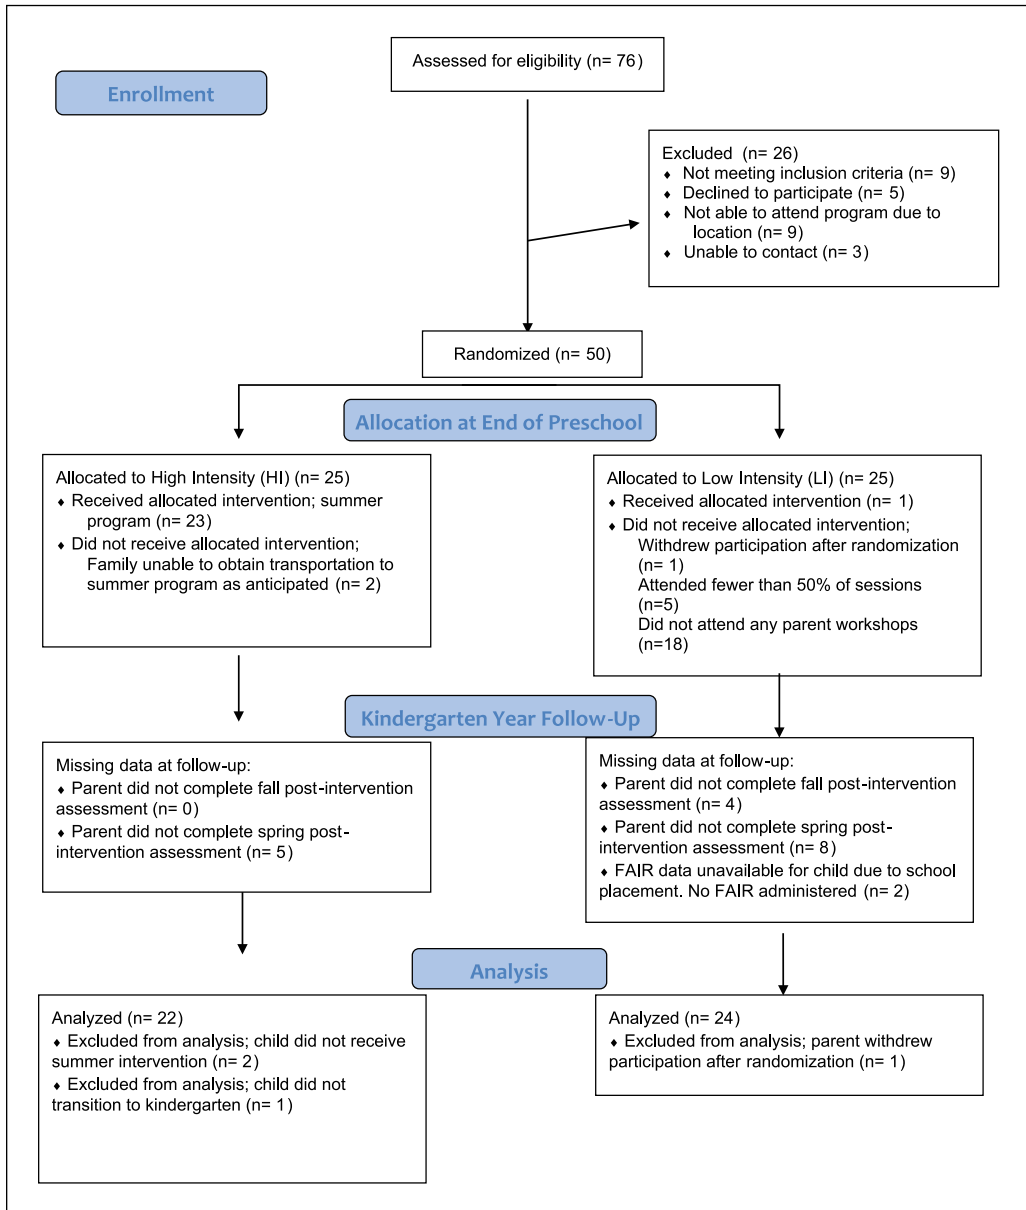 Assessed for eligibility (n= 76)
Enrollment
Excluded (n= 26)
♦ Not meeting inclusion criteria (n= 9)
♦ Declined to participate (n= 5)
♦ Not able to attend program due to
location (n= 9)
♦ Unable to contact (n= 3)
Randomized (n= 50)
Allocation at End of Preschool
Allocated to High Intensity (HI) (n= 25)
♦ Received allocated intervention; summer
program (n= 23)
♦ Did not receive allocated intervention;
Family unable to obtain transportation to
summer program as anticipated (n= 2)
Allocated to Low Intensity (LI) (n= 25)
♦ Received allocated intervention (n= 1)
♦ Did not receive allocated intervention;
Withdrew participation after randomization
(n= 1)
Attended fewer than 50% of sessions
(n=5)
Did not attend any parent workshops
(n=18)
Kindergarten Year Follow-Up
Missing data at follow-up:
♦ Parent did not complete fall post-intervention
assessment (n= 0)
♦ Parent did not complete spring post-
intervention assessment (n= 5)
Missing data at follow-up:
♦ Parent did not complete fall post-intervention
assessment (n= 4)
♦ Parent did not complete spring post-
intervention assessment (n= 8)
♦ FAIR data unavailable for child due to school
placement. No FAIR administered (n= 2)
Analysis
Analyzed (n= 22)
♦ Excluded from analysis; child did not receive
summer intervention (n= 2)
♦ Excluded from analysis; child did not
transition to kindergarten (n= 1)
Analyzed (n= 24)
♦ Excluded from analysis; parent withdrew
participation after randomization (n= 1)